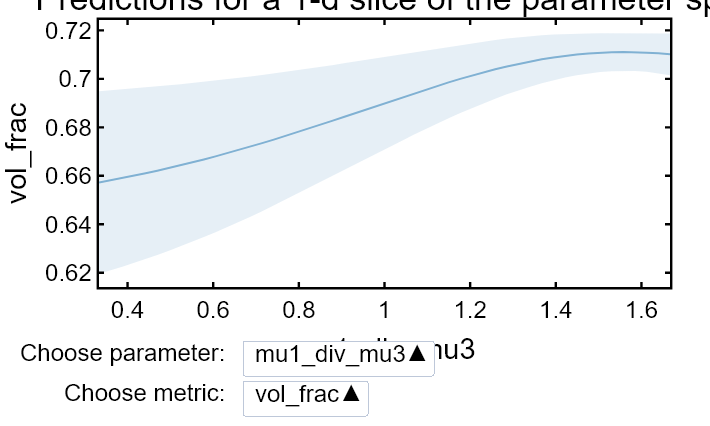 Predictions for a 1-d slice of the parameter sp
0.72
0.7
0.68
0.66
0.64
0.62
vol_frac
0.4 0.6 0.8 1 1.2 1.4 1.6
mu3
Choose parameter: mu1_div_mu3▲
Choose metric: vol_frac▲